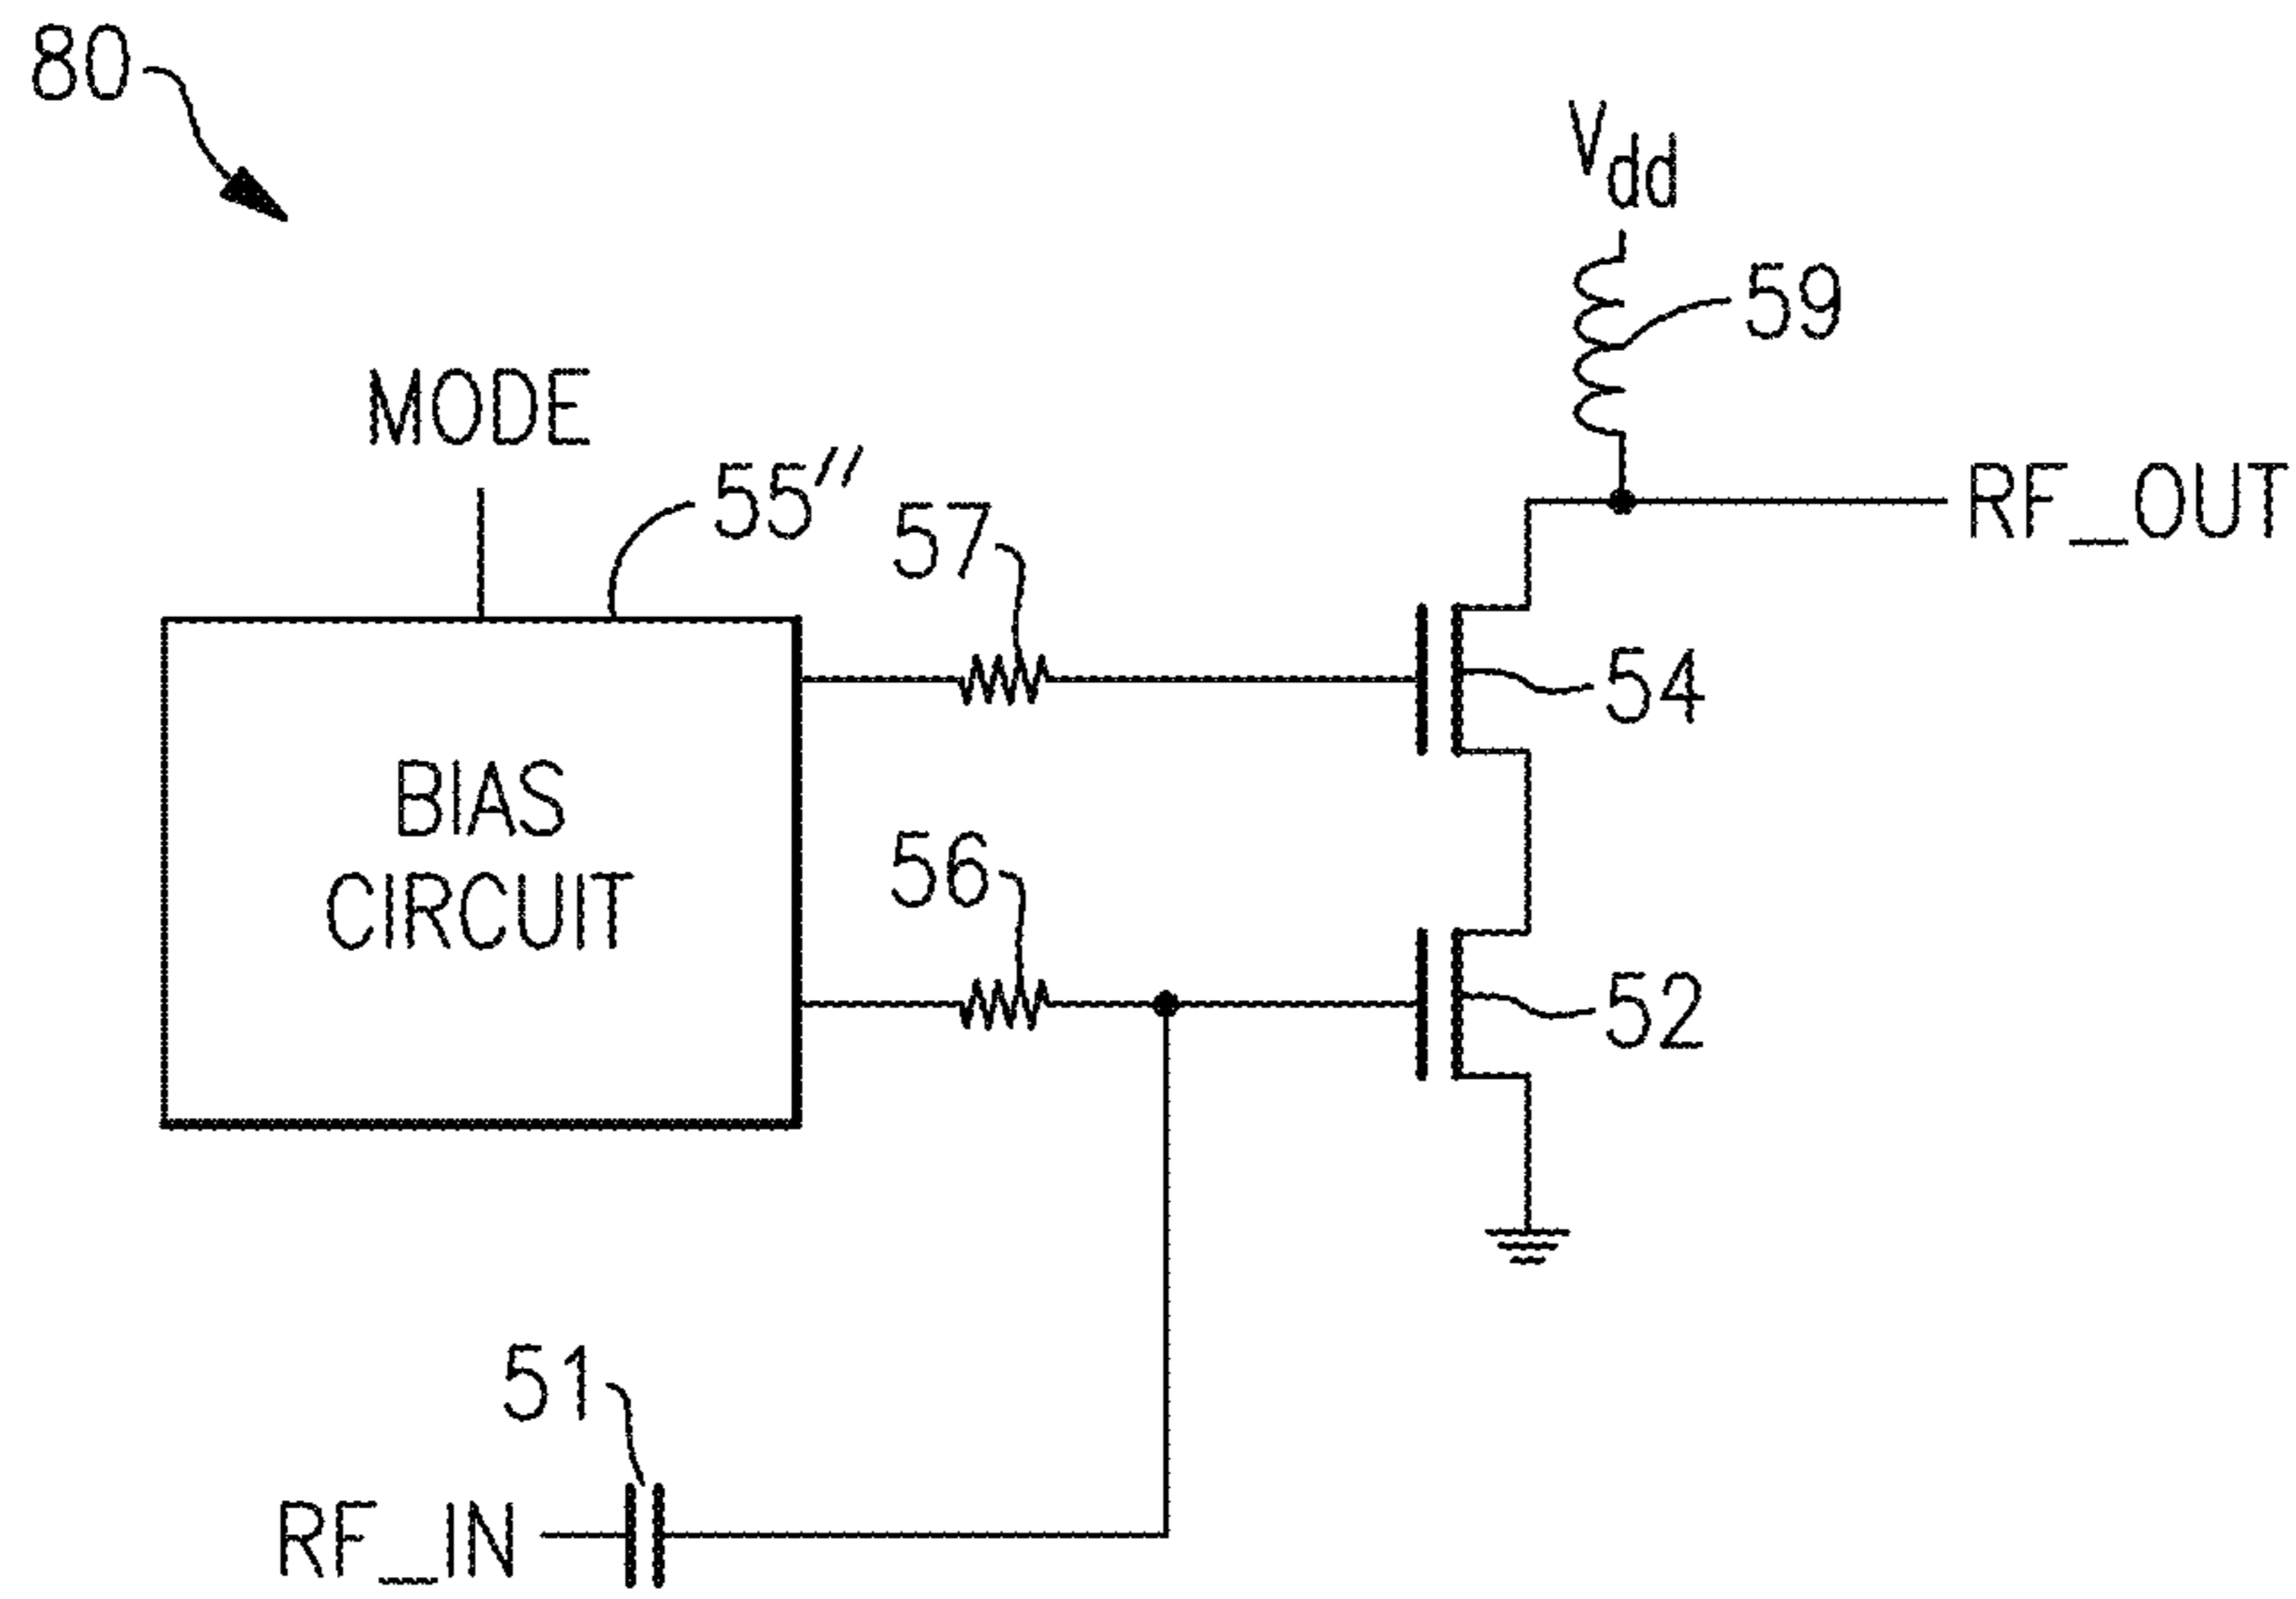 80
Vdd
59
MODE
55"
57
RF_OUT
54
BIAS
CIRCUIT
56
52
51
RF_IN